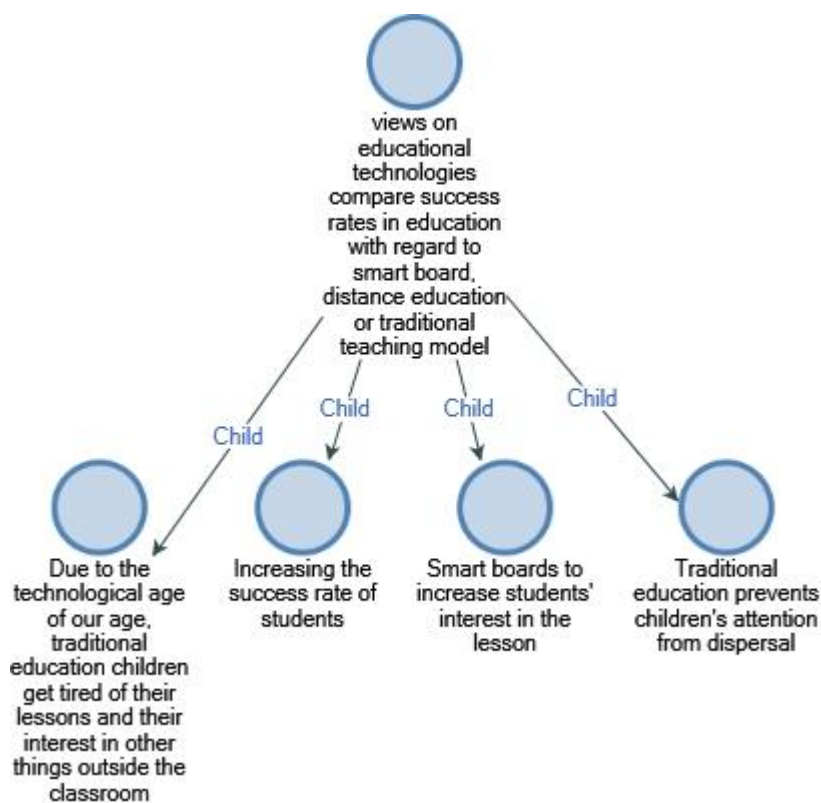 views on
educational
technologies
compare success
rates in education
with regard to
smart board,
distance education
or traditional
teaching model
Child
Child
Child
Child
Due to the
technological age
of our age,
traditional
education children
get tired of their
lessons and their
interest in other
things outside the
classroom
Increasing the
success rate of
students
Smart boards to
increase students'
interest in the
lesson
Traditional
education prevents
children's attention
from dispersal